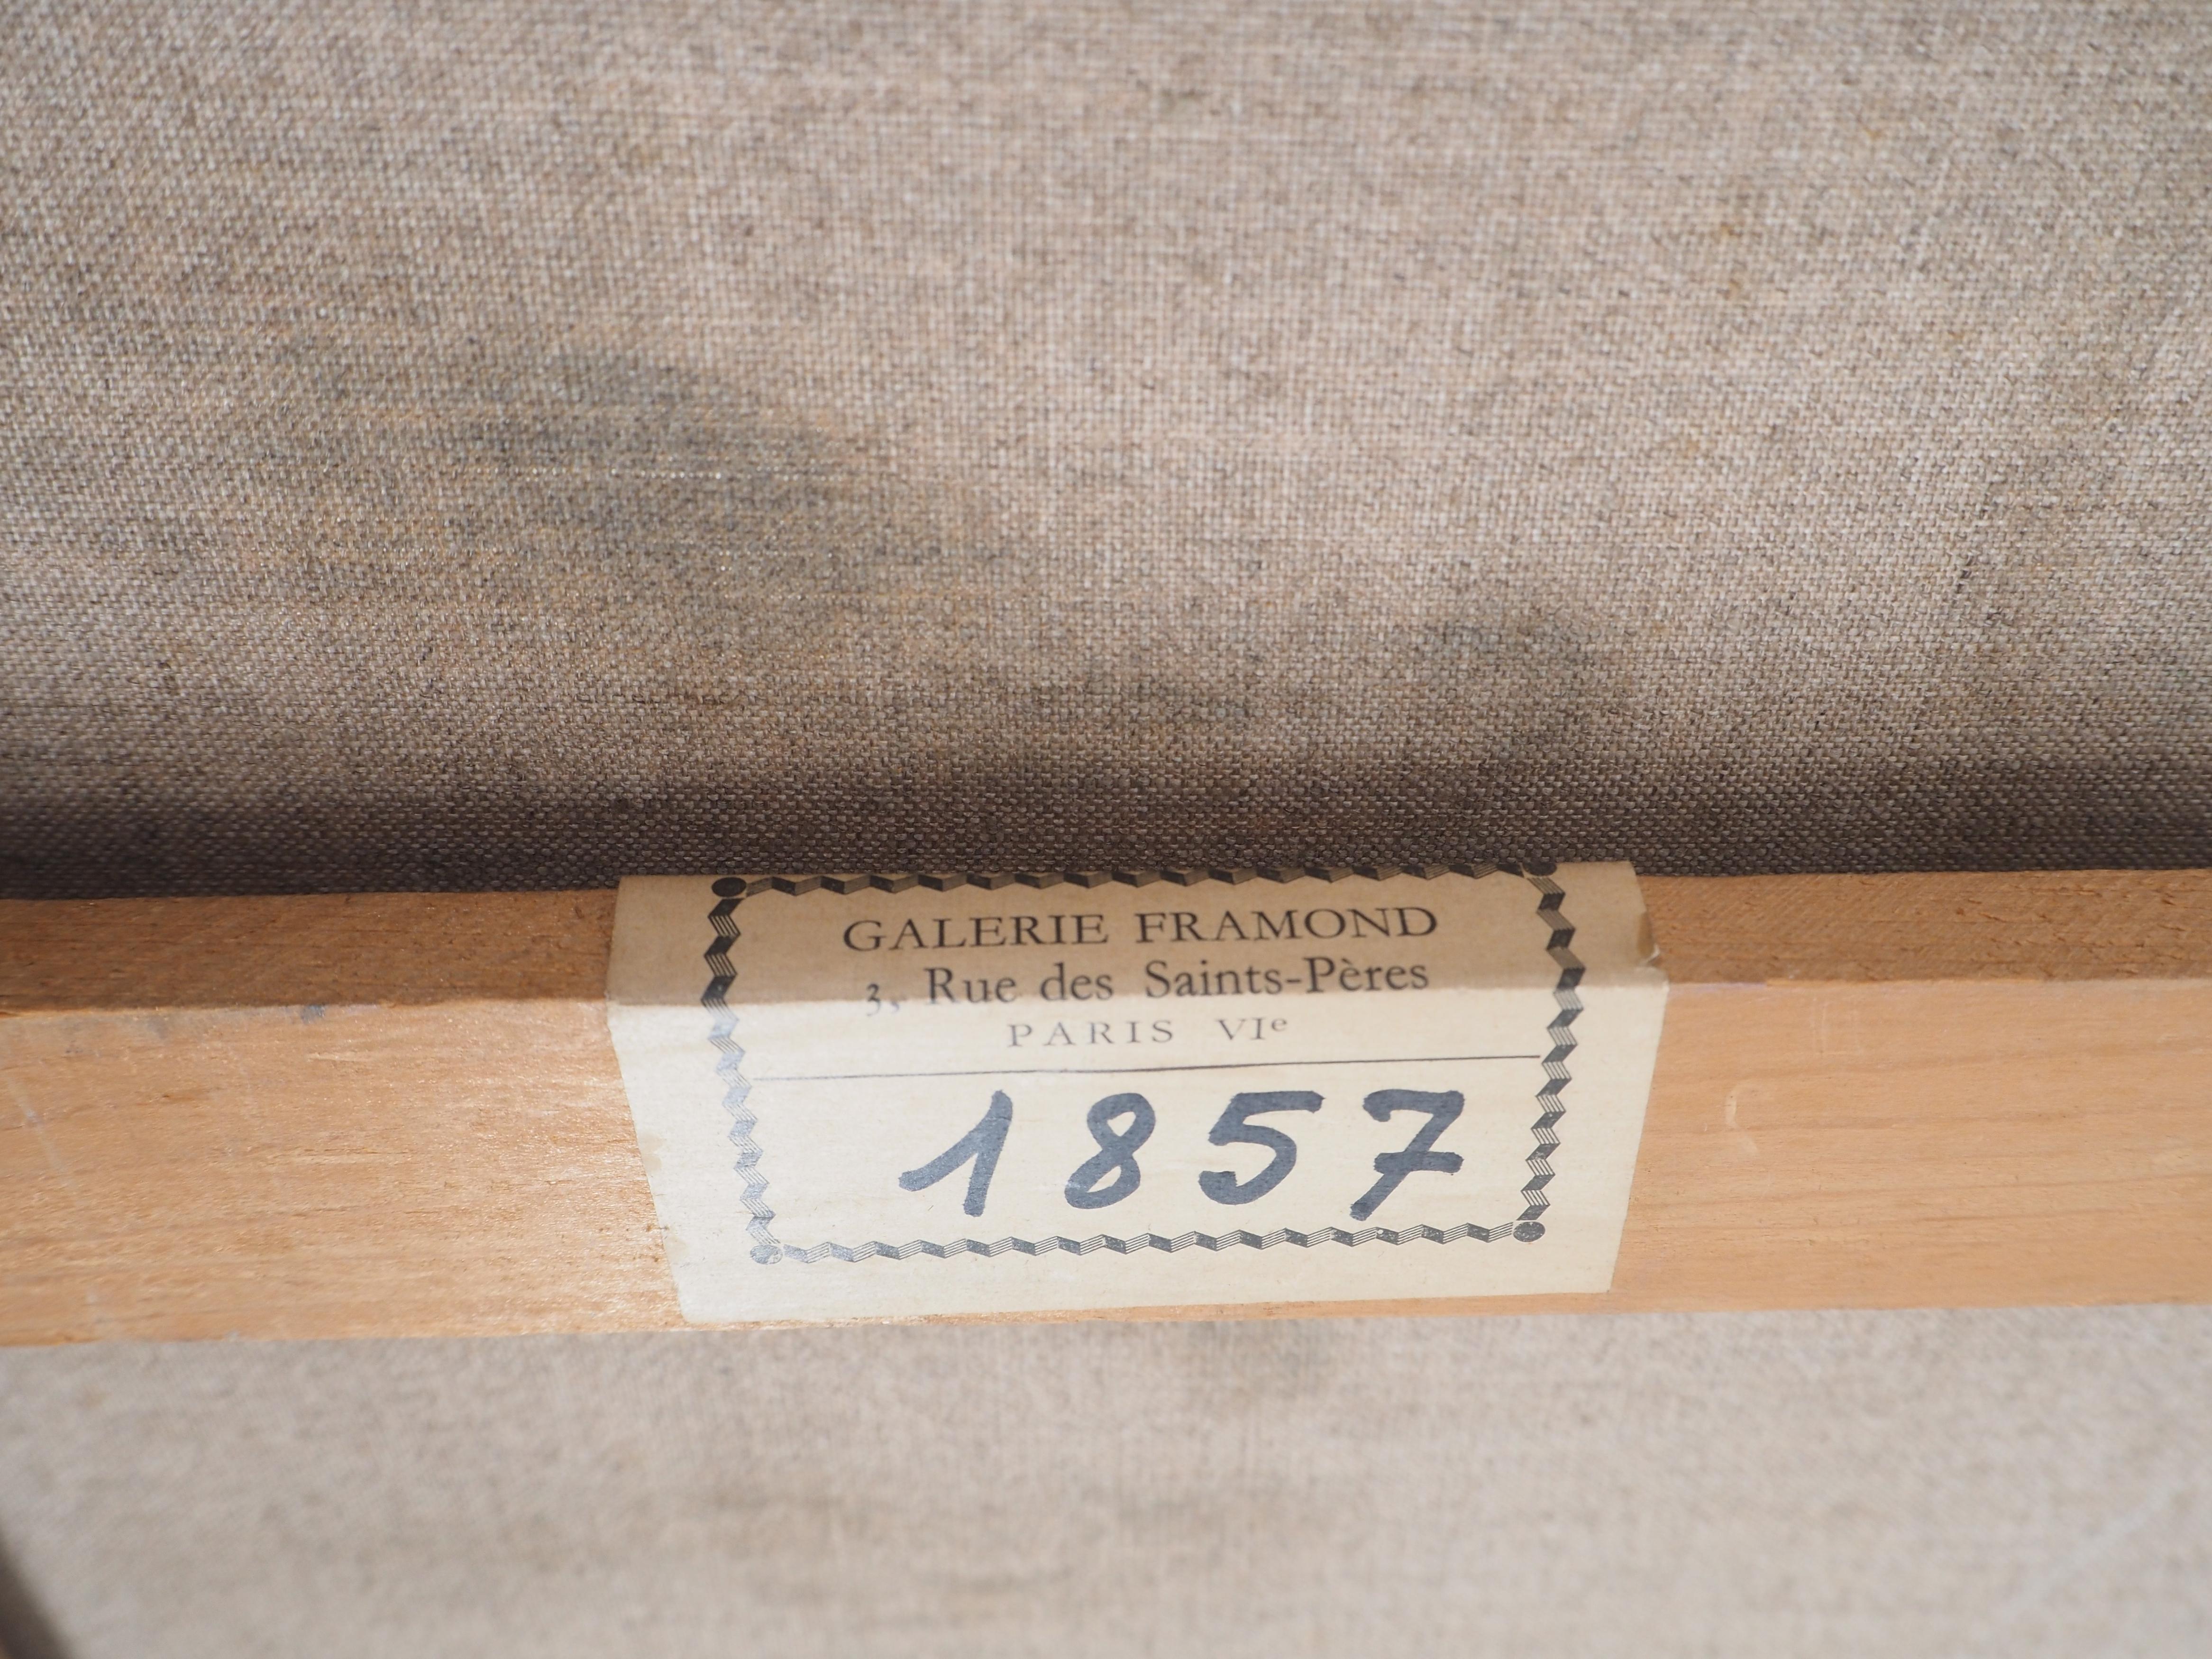 GALERIE FRAMOND
3, Rue des Saints-Pères
PARIS VIe
1857